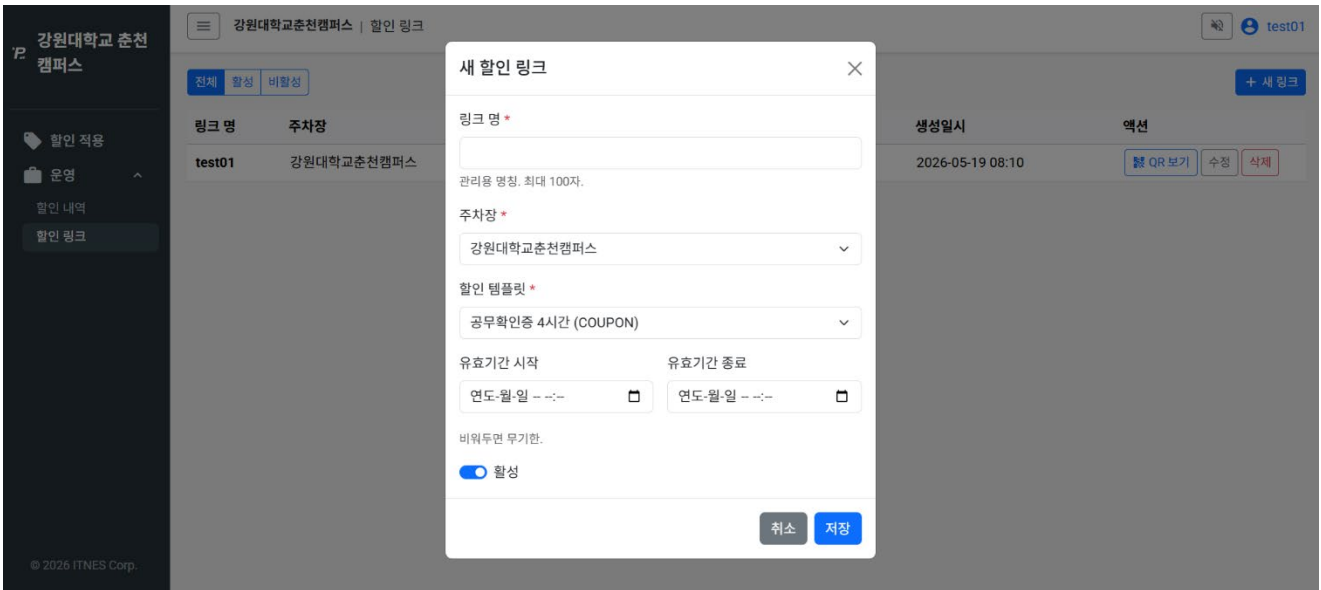 강원대학교 춘천
캠퍼스
할인 적용
운영
할인 내역
할인 링크
© 2026 ITNES Corp.
강원대학교춘천캠퍼스 | 할인 링크
test01
전체 활성 비활성
+ 새 링크
링크 명 주차장 생성일시 액션
test01 강원대학교춘천캠퍼스 2026-05-19 08:10 QR 보기 수정 삭제
새 할인 링크
링크 명 *
관리용 명칭. 최대 100자.
주차장 *
강원대학교춘천캠퍼스
할인 템플릿 *
공무확인증 4시간 (COUPON)
유효기간 시작 유효기간 종료
연도-월-일 -- --:-- 연도-월-일 -- --:--
비워두면 무기한.
활성
취소 저장